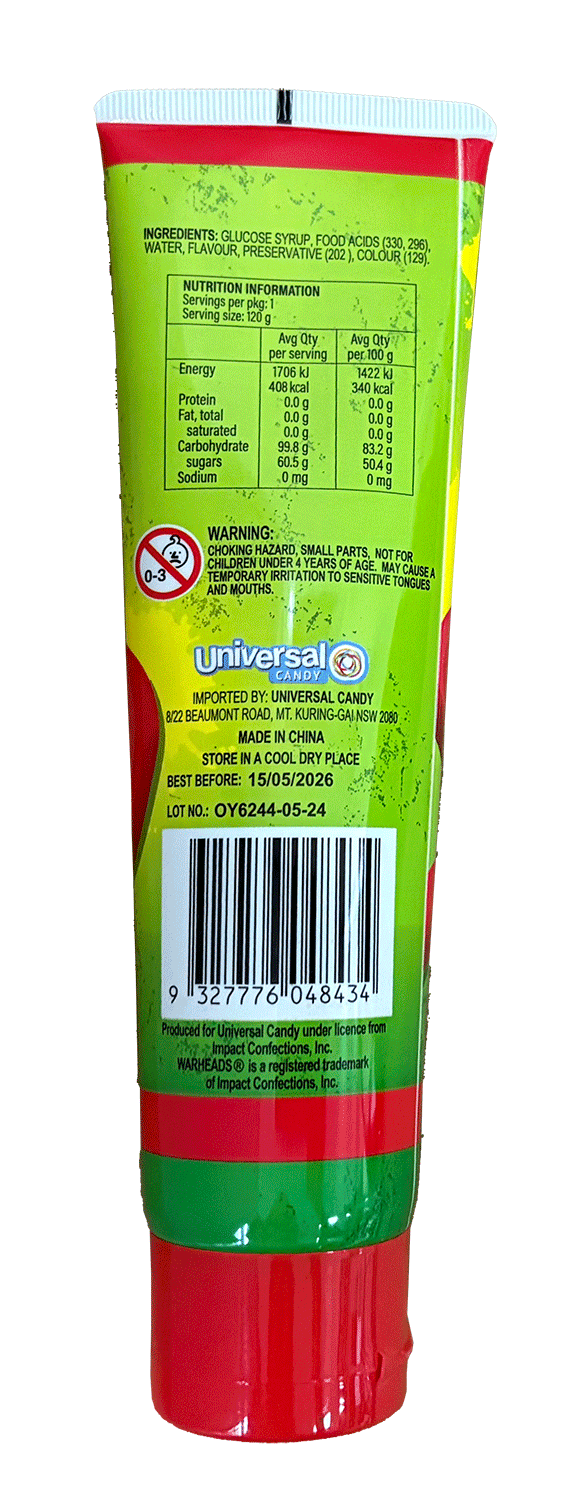 INGREDIENTS: GLUCOSE SYRUP, FOOD ACIDS (330, 296),
WATER, FLAVOUR, PRESERVATIVE (202 ), COLOUR (129).
NUTRITION INFORMATION
Servings per pkg: 1
Serving size: 120 g
Avg Qty per serving Avg Qty per 100 g
Energy 1706 kJ 1422 kJ
408 kcal 340 kcal
Protein 0.0 g 0.0 g
Fat, total 0.0 g 0.0 g
saturated 0.0 g 0.0 g
Carbohydrate 99.8 g 83.2 g
sugars 60.5 g 50.4 g
Sodium 0 mg 0 mg
0-3
WARNING:
CHOKING HAZARD, SMALL PARTS, NOT FOR
CHILDREN UNDER 4 YEARS OF AGE. MAY CAUSE A
TEMPORARY IRRITATION TO SENSITIVE TONGUES
AND MOUTHS.
Universal
CANDY
IMPORTED BY: UNIVERSAL CANDY
8/22 BEAUMONT ROAD, MT. KURING-GAI NSW 2080
MADE IN CHINA
STORE IN A COOL DRY PLACE
BEST BEFORE: 15/05/2026
LOT NO.: OY6244-05-24
9 327776 048434
Produced for Universal Candy under licence from
Impact Confections, Inc.
WARHEADS® is a registered trademark
of Impact Confections, Inc.